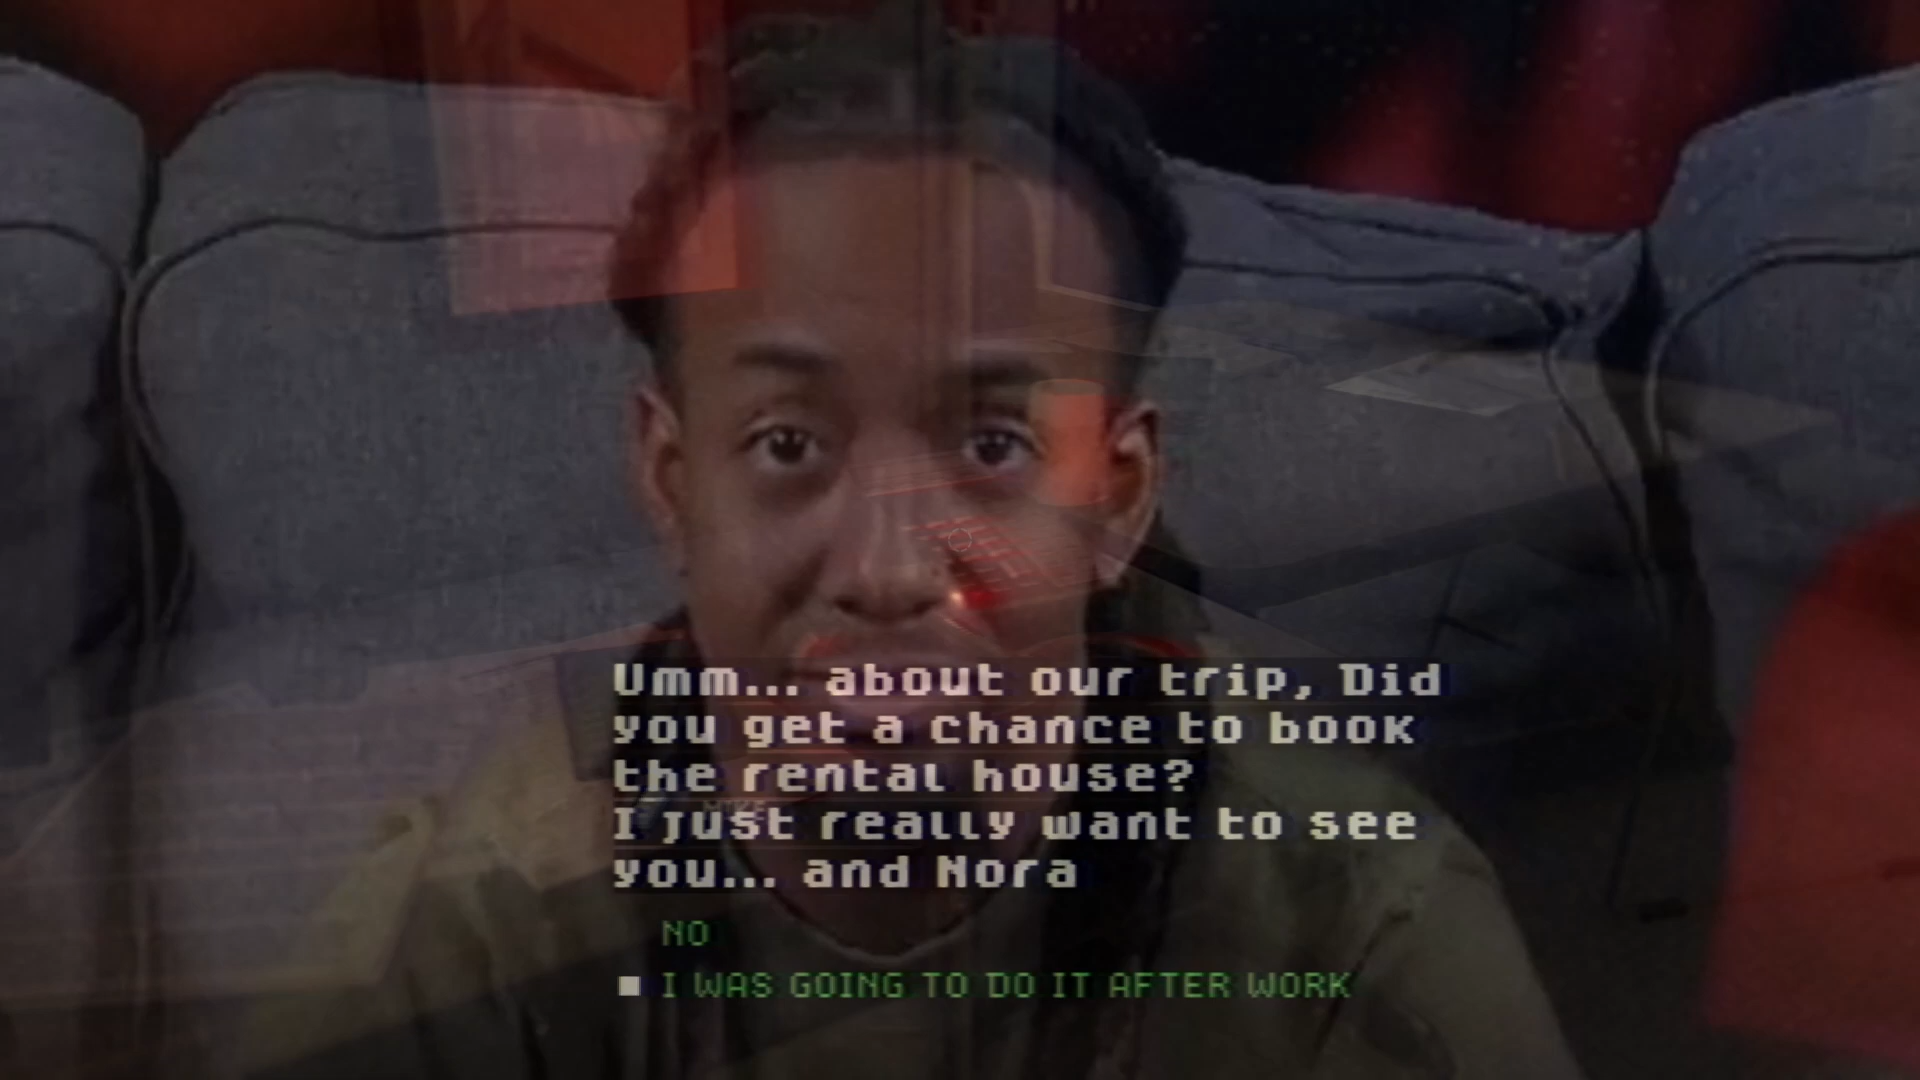 Umm... about our trip, Did
you get a chance to book
the rental house?
I just really want to see
you... and Nora
NO
I WAS GOING TO DO IT AFTER WORK